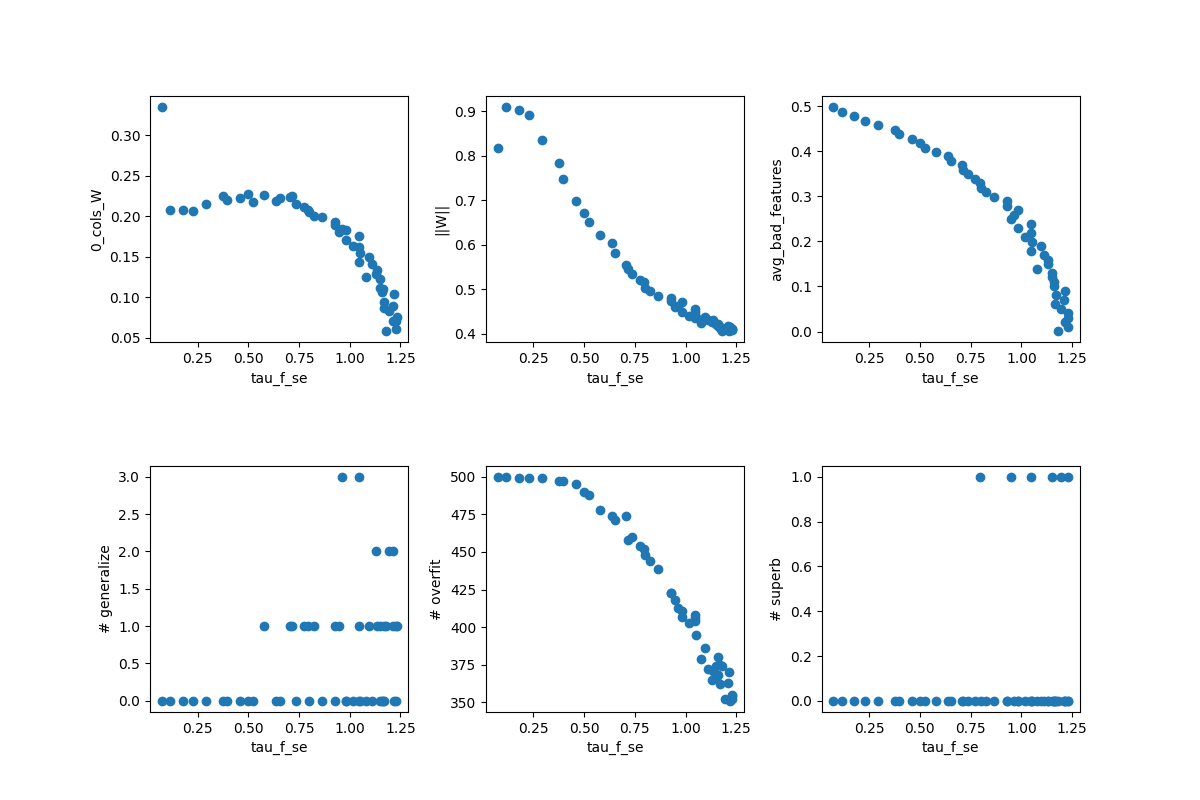 0.30
0.25
0.20
0.15
0.10
0.05
0_cols_W
0.25 0.50 0.75 1.00 1.25
tau_f_se
0.9
0.8
0.7
0.6
0.5
0.4
||W||
0.25 0.50 0.75 1.00 1.25
tau_f_se
0.5
0.4
0.3
0.2
0.1
0.0
avg_bad_features
0.25 0.50 0.75 1.00 1.25
tau_f_se
3.0
2.5
2.0
1.5
1.0
0.5
0.0
# generalize
0.25 0.50 0.75 1.00 1.25
tau_f_se
500
475
450
425
400
375
350
# overfit
0.25 0.50 0.75 1.00 1.25
tau_f_se
1.0
0.8
0.6
0.4
0.2
0.0
# superb
0.25 0.50 0.75 1.00 1.25
tau_f_se